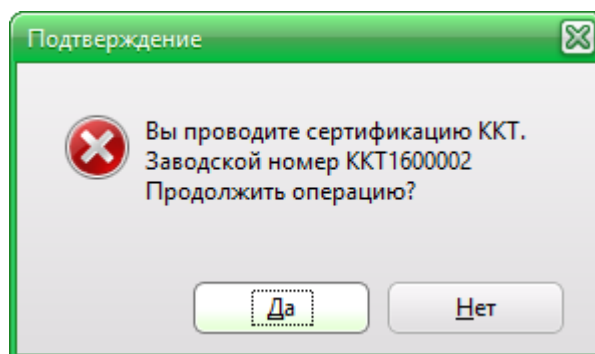 Подтверждение
Вы проводите сертификацию ККТ.
Заводской номер ККТ1600002
Продолжить операцию?
Да
Нет